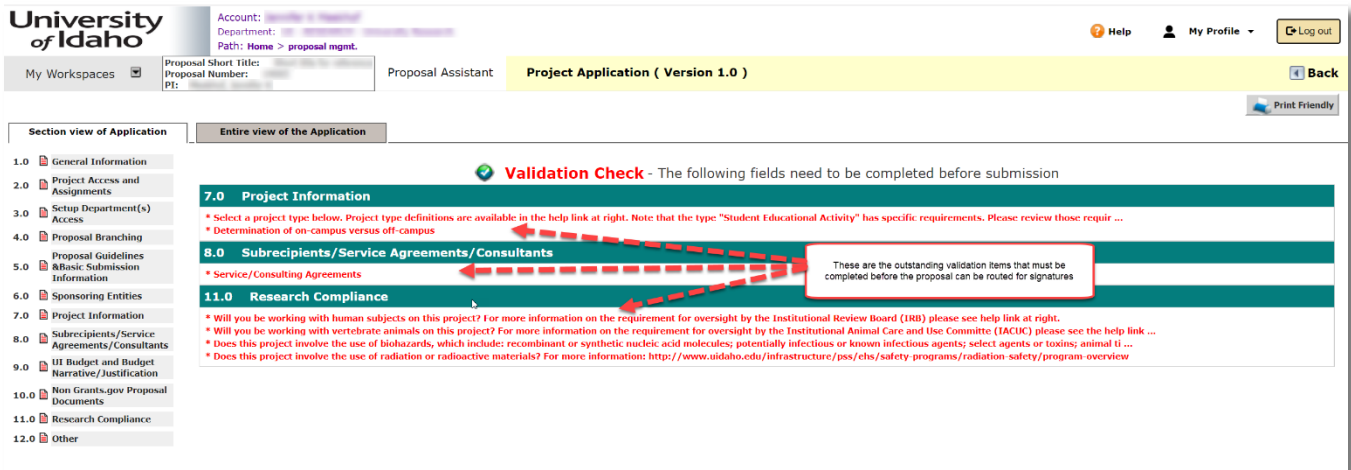 University
of Idaho
Account:
Department:
Path: Home > proposal mgmt.
Help
My Profile
Log out
My Workspaces
Proposal Short Title:
Proposal Number:
PI:
Proposal Assistant
Project Application ( Version 1.0 )
Back
Print Friendly
Section view of Application
Entire view of the Application
1.0 General Information
2.0 Project Access and
Assignments
3.0 Setup Department(s)
Access
4.0 Proposal Branching
Proposal Guidelines
5.0 &Basic Submission
Information
6.0 Sponsoring Entities
7.0 Project Information
8.0 Subrecipients/Service
Agreements/Consultants
9.0 UI Budget and Budget
Narrative/Justification
10.0 Non Grants.gov Proposal
Documents
11.0 Research Compliance
12.0 Other
Validation Check - The following fields need to be completed before submission
7.0 Project Information
* Select a project type below. Project type definitions are available in the help link at right. Note that the type "Student Educational Activity" has specific requirements. Please review those requir ...
* Determination of on-campus versus off-campus
8.0 Subrecipients/Service Agreements/Consultants
* Service/Consulting Agreements
These are the outstanding validation items that must be
completed before the proposal can be routed for signatures
11.0 Research Compliance
* Will you be working with human subjects on this project? For more information on the requirement for oversight by the Institutional Review Board (IRB) please see help link at right.
* Will you be working with vertebrate animals on this project? For more information on the requirement for oversight by the Institutional Animal Care and Use Committe (IACUC) please see the help link ...
* Does this project involve the use of biohazards, which include: recombinant or synthetic nucleic acid molecules; potentially infectious or known infectious agents; select agents or toxins; animal ti ...
* Does this project involve the use of radiation or radioactive materials? For more information: http://www.uidaho.edu/infrastructure/pss/ehs/safety-programs/radiation-safety/program-overview